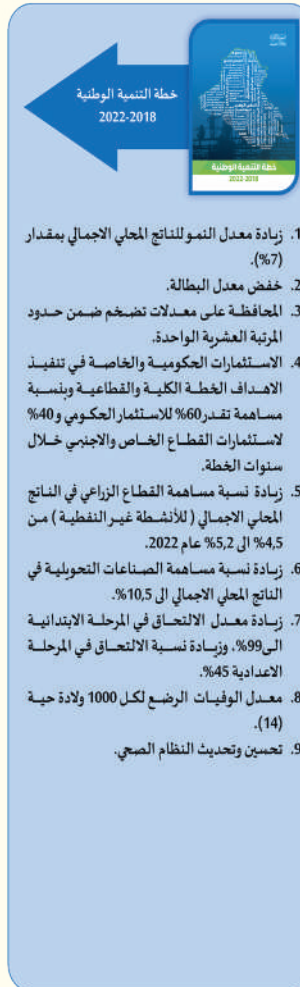 خطة التنمية الوطنية
2022-2018
خطة التنمية الوطنية
2022-2018
1. زيادة معدل النمو للناتج المحلي الاجمالي بمقدار
(7%).
2. خفض معدل البطالة.
3. المحافظة على معدلات تضخم ضمن حدود
المرتبة العشرية الواحدة.
4. الاستثمارات الحكومية والخاصة في تنفيذ
الاهداف الخطة الكلية والقطاعية وبنسبة
مساهمة تقدر60% للاستثمار الحكومي و40%
لاستثمارات القطاع الخاص والاجنبي خلال
سنوات الخطة.
5. زيادة نسبة مساهمة القطاع الزراعي في الناتج
المحلي الاجمالي ( للأنشطة غير النفطية ) من
4,5% الى 5,2% عام 2022.
6. زيادة نسبة مساهمة الصناعات التحويلية في
الناتج المحلي الاجمالي الى 10,5%.
7. زيادة معدل الالتحاق في المرحلة الابتدائية
الى99%، وزيادة نسبة الالتحاق في المرحلة
الاعدادية 45%.
8. معدل الوفيات الرضع لكل 1000 ولادة حية
(14).
9. تحسين وتحديث النظام الصحي.